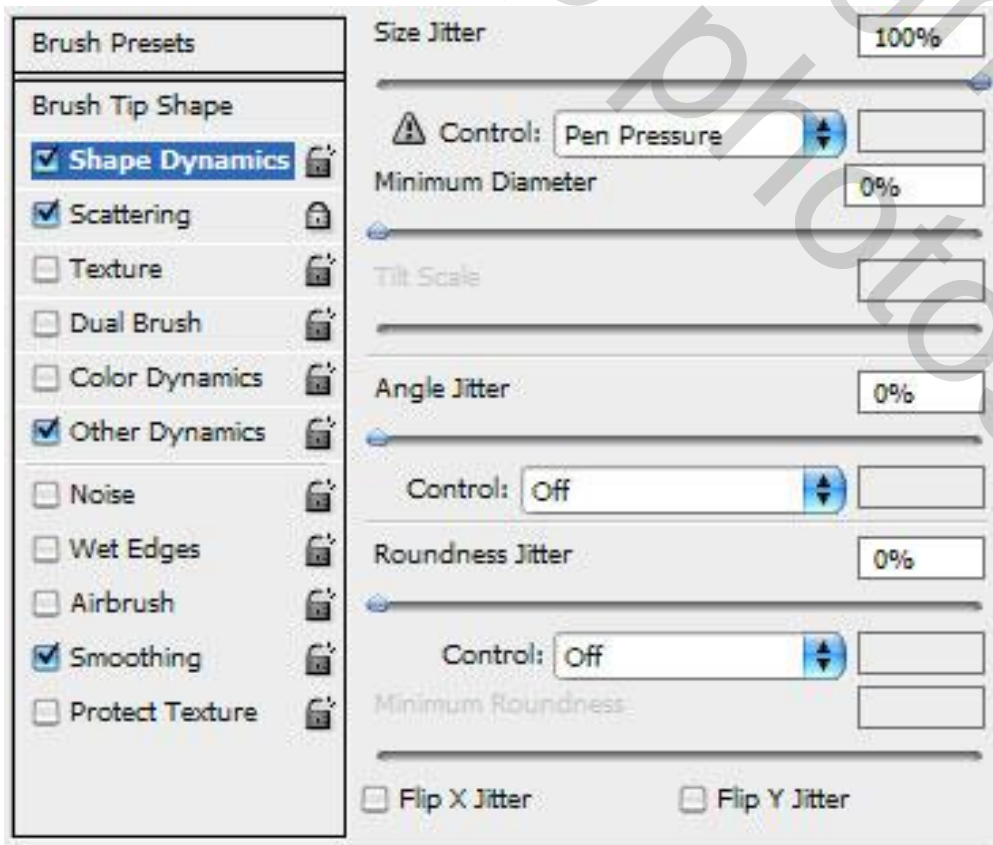 Brush Presets
Brush Tip Shape
Shape Dynamics
Scattering
Texture
Dual Brush
Color Dynamics
Other Dynamics
Noise
Wet Edges
Airbrush
Smoothing
Protect Texture
Size Jitter 100%
Control: Pen Pressure
Minimum Diameter 0%
Tilt Scale
Angle Jitter 0%
Control: Off
Roundness Jitter 0%
Control: Off
Minimum Roundness
Flip X Jitter Flip Y Jitter